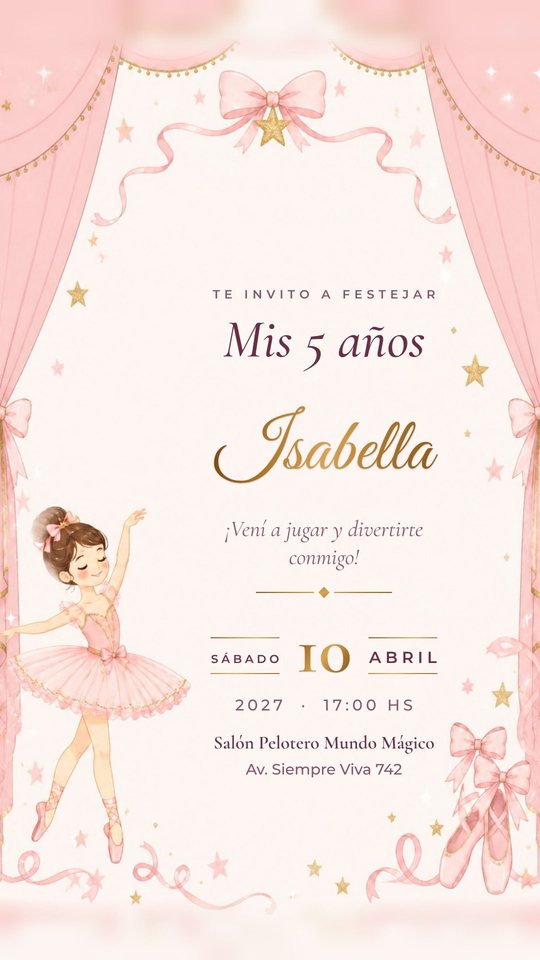 TE INVITO A FESTEJAR
Mis 5 años
Isabella
¡Vení a jugar y divertirte
conmigo!
SÁBADO 10 ABRIL
2027 · 17:00 HS
Salón Pelotero Mundo Mágico
Av. Siempre Viva 742